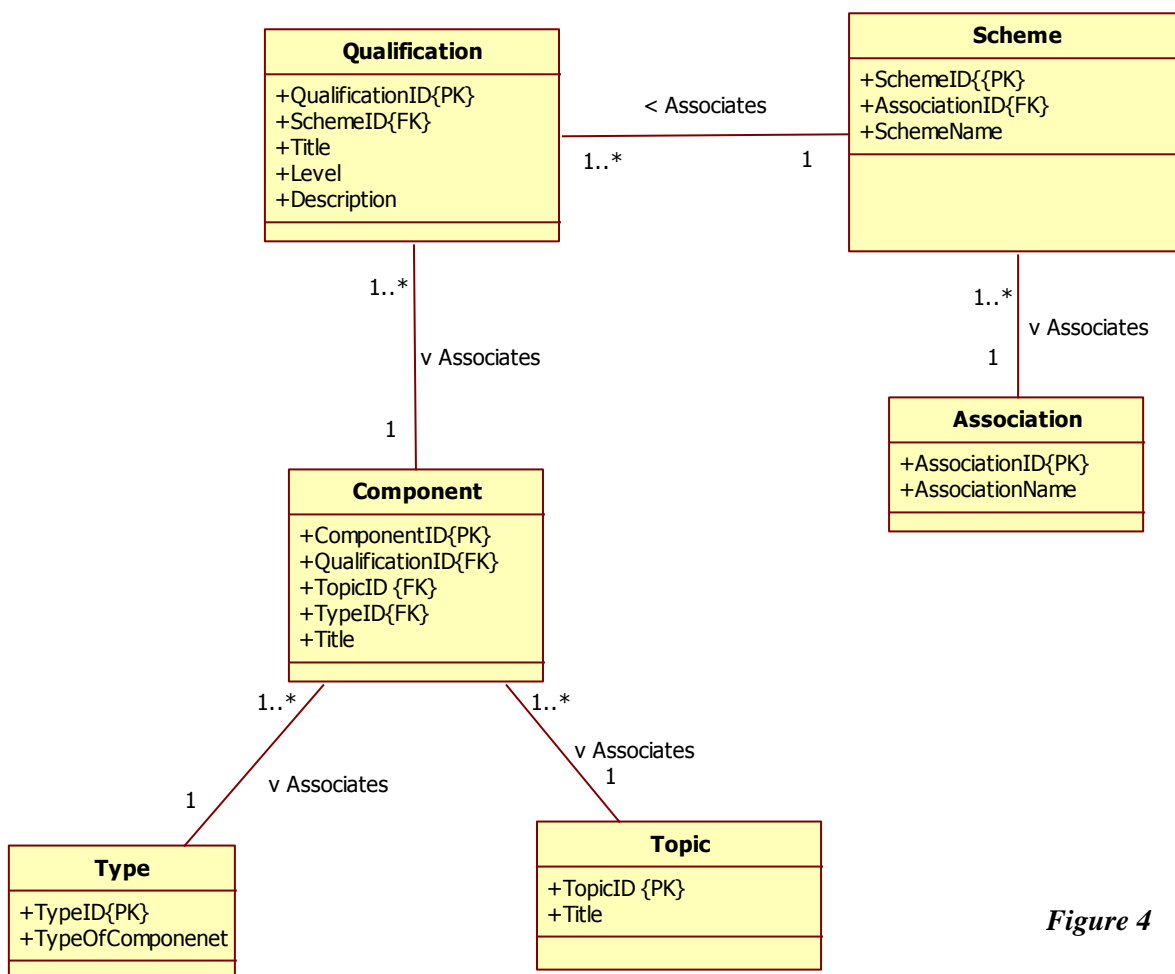 Qualification
+QualificationID{PK}
+SchemeID{FK}
+Title
+Level
+Description
< Associates
1..*
1
Scheme
+SchemeID{{PK}
+AssociationID{FK}
+SchemeName
1..*
v Associates
1
1..*
v Associates
1
Association
+AssociationID{PK}
+AssociationName
Component
+ComponentID{PK}
+QualificationID{FK}
+TopicID {FK}
+TypeID{FK}
+Title
1..*
v Associates
1
1..*
v Associates
1
Type
+TypeID{PK}
+TypeOfComponenet
Topic
+TopicID {PK}
+Title
Figure 4